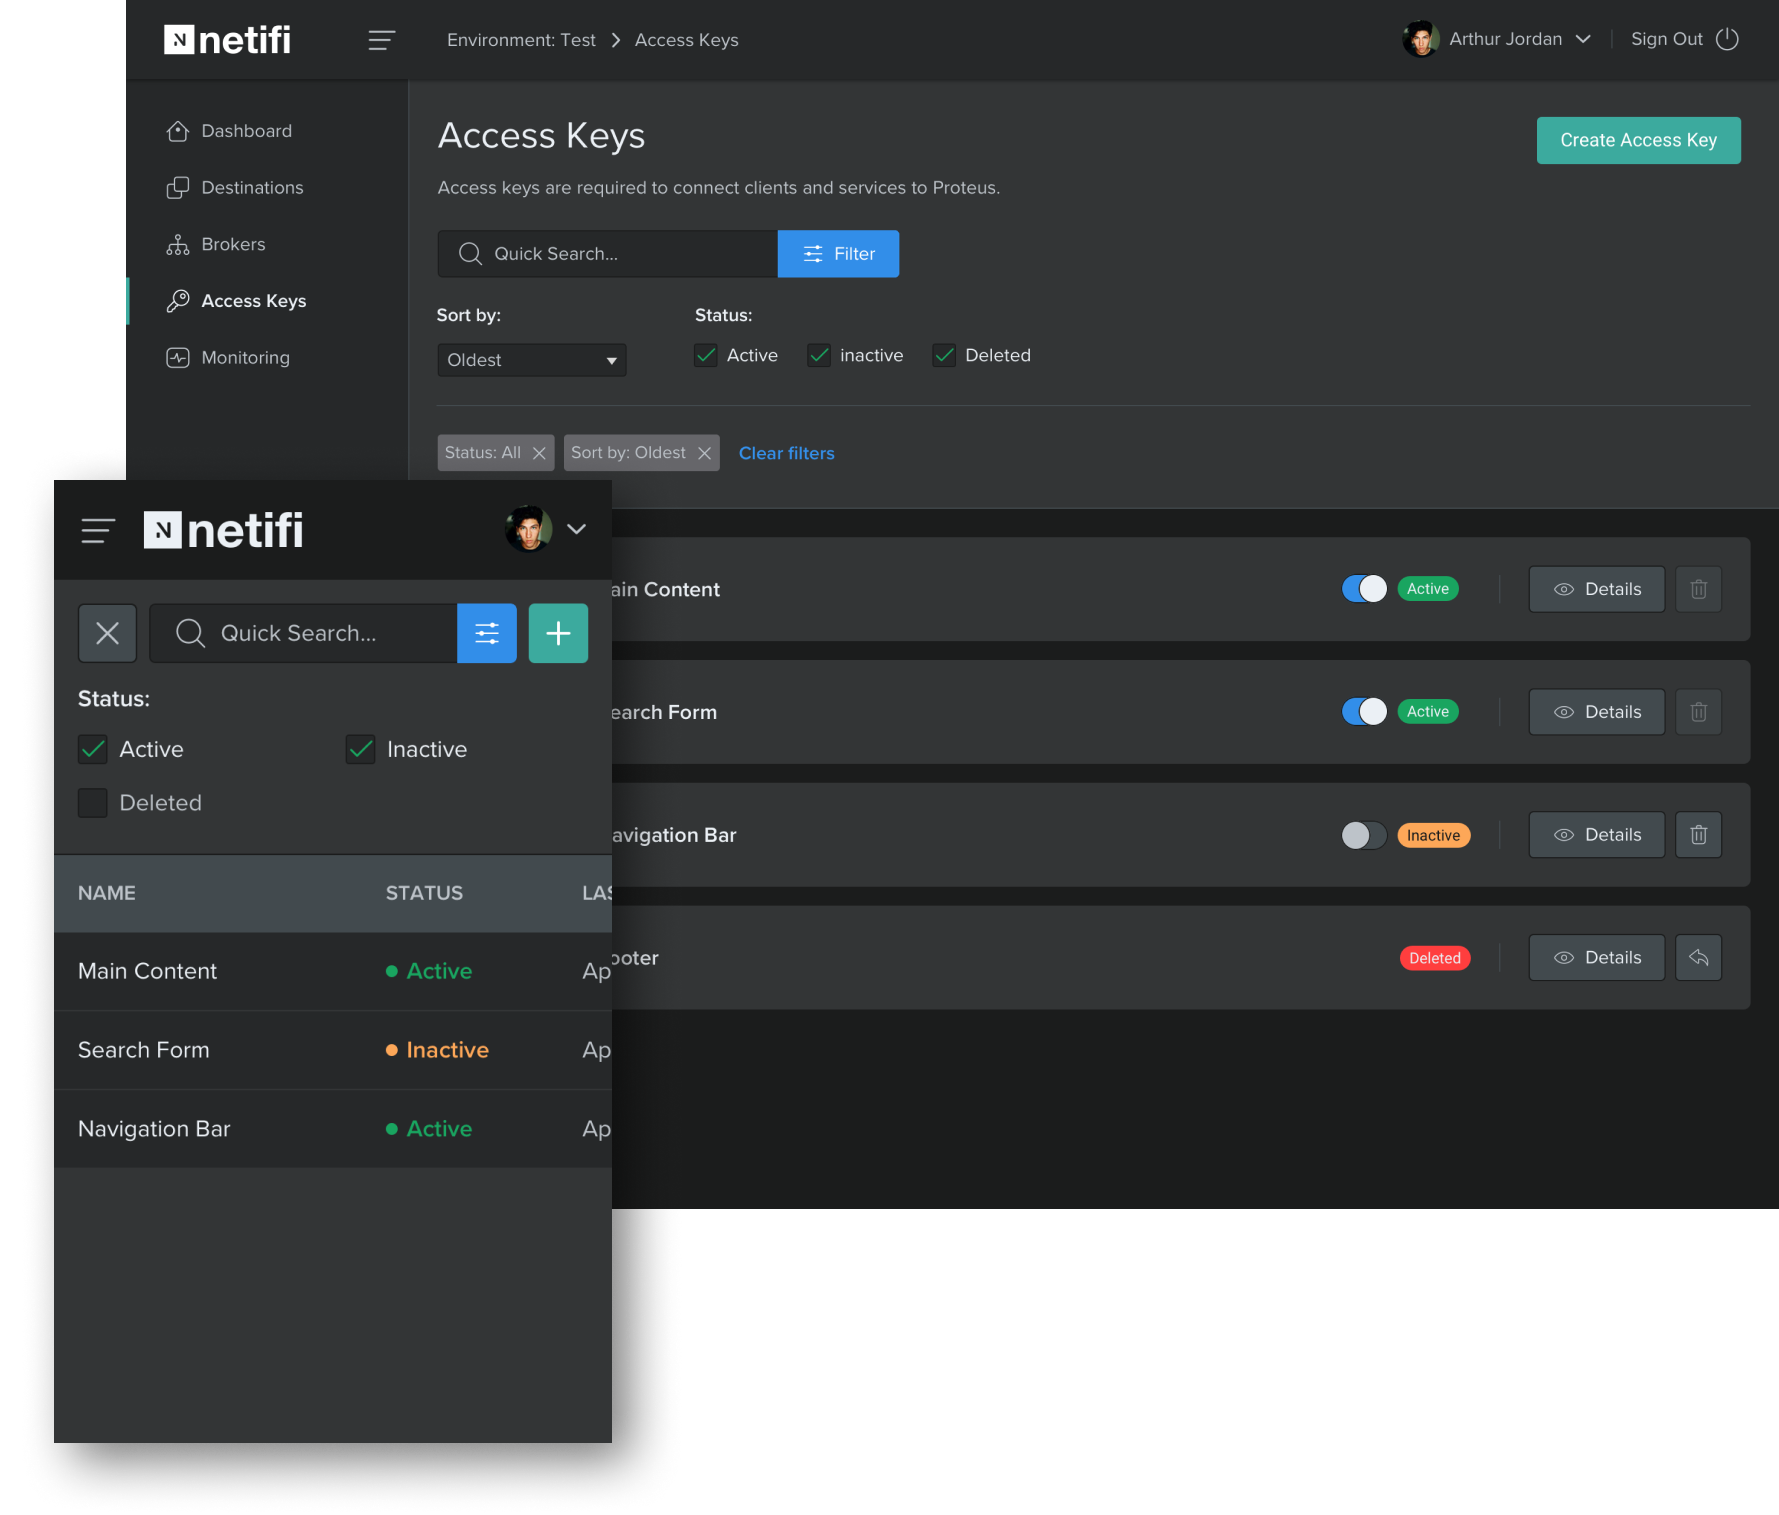 netifi
Environment: Test > Access Keys
Arthur Jordan
Sign Out
Dashboard
Destinations
Brokers
Access Keys
Monitoring
Access Keys
Create Access Key
Access keys are required to connect clients and services to Proteus.
Quick Search...
Filter
Sort by:
Status:
Oldest
Active
inactive
Deleted
Status: All
Sort by: Oldest
Clear filters
ain Content
Active
Details
earch Form
Active
Details
avigation Bar
Inactive
Details
ooter
Deleted
Details
netifi
Quick Search...
Status:
Active
Inactive
Deleted
NAME STATUS LAS
Main Content Active Ap
Search Form Inactive Ap
Navigation Bar Active Ap